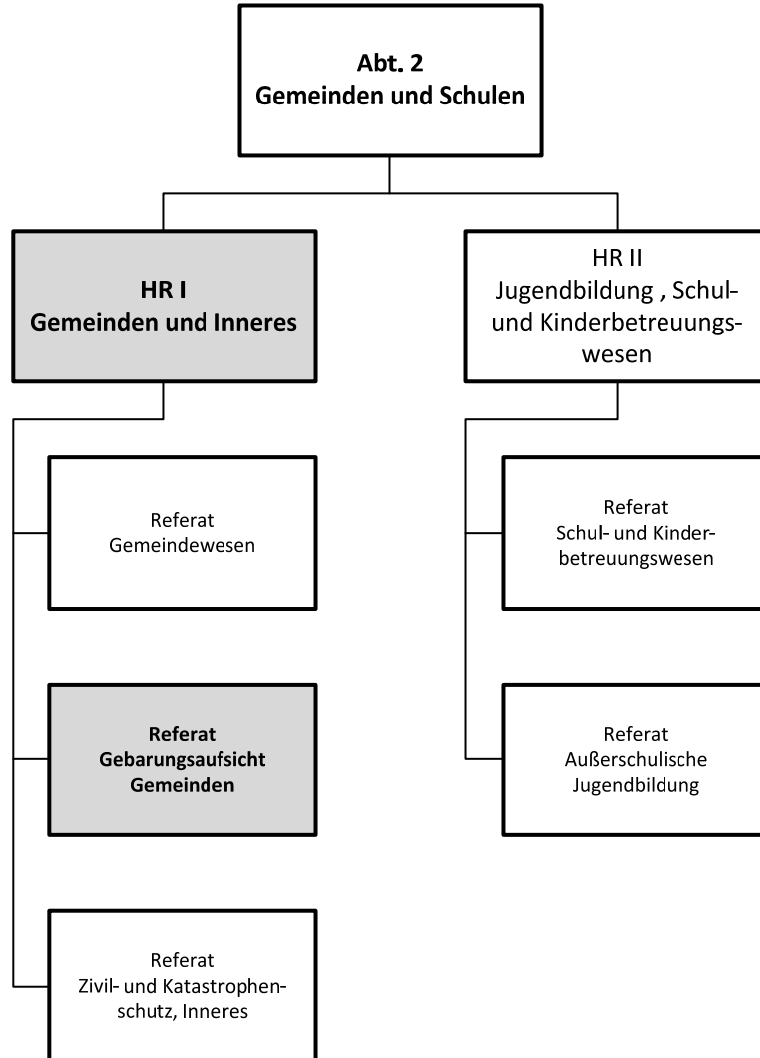 Abt. 2
Gemeinden und Schulen
HR I
Gemeinden und Inneres
HR II
Jugendbildung , Schul-
und Kinderbetreuungs-
wesen
Referat
Gemeindewesen
Referat
Gebarungsaufsicht
Gemeinden
Referat
Zivil- und Katastrophen-
schutz, Inneres
Referat
Schul- und Kinder-
betreuungswesen
Referat
Außerschulische
Jugendbildung